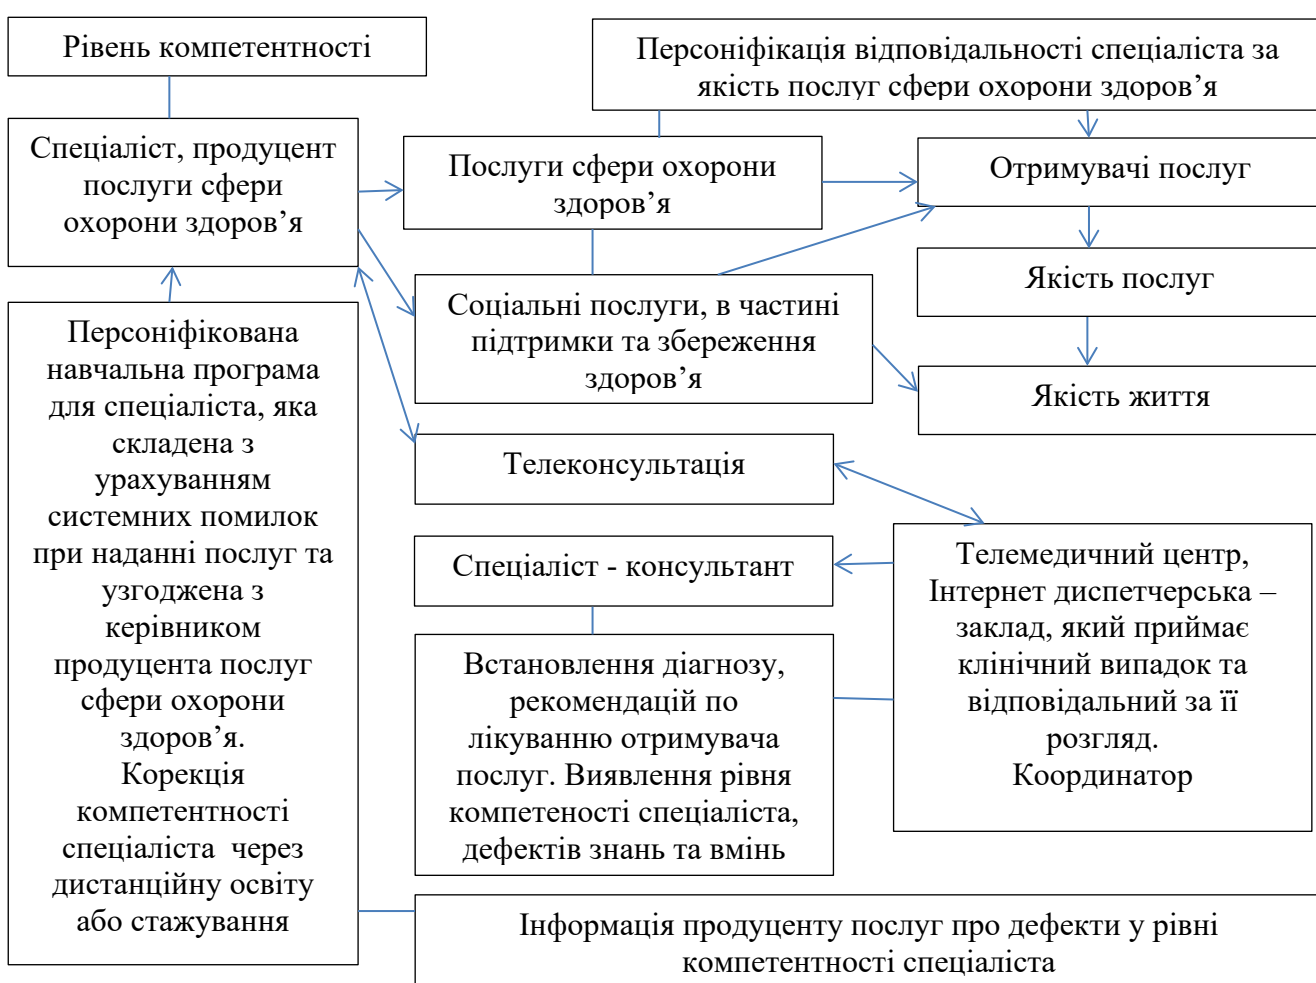 Рівень компетентності
Персоніфікація відповідальності спеціаліста за
якість послуг сфери охорони здоров’я
Спеціаліст, продуцент
послуги сфери
охорони здоров’я
Послуги сфери охорони
здоров’я
Отримувачі послуг
Якість послуг
Соціальні послуги, в частині
підтримки та збереження
здоров’я
Якість життя
Персоніфікована
навчальна програма
для спеціаліста, яка
складена з
урахуванням
системних помилок
при наданні послуг та
узгоджена з
керівником
продуцента послуг
сфери охорони
здоров’я.
Корекція
компетентності
спеціаліста через
дистанційну освіту
або стажування
Телеконсультація
Спеціаліст - консультант
Телемедичний центр,
Інтернет диспетчерська –
заклад, який приймає
клінічний випадок та
відповідальний за її
розгляд.
Координатор
Встановлення діагнозу,
рекомендацій по
лікуванню отримувача
послуг. Виявлення рівня
компетеності спеціаліста,
дефектів знань та вмінь
Інформація продуценту послуг про дефекти у рівні
компетентності спеціаліста